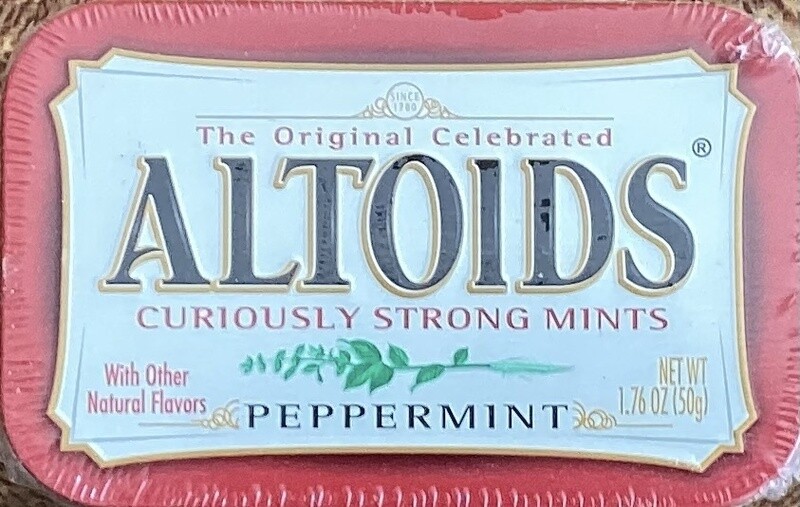 SINCE
1780
The Original Celebrated
ALTOIDS®
CURIOUSLY STRONG MINTS
With Other
Natural Flavors
NET WT
1.76 OZ (50g)
PEPPERMINT